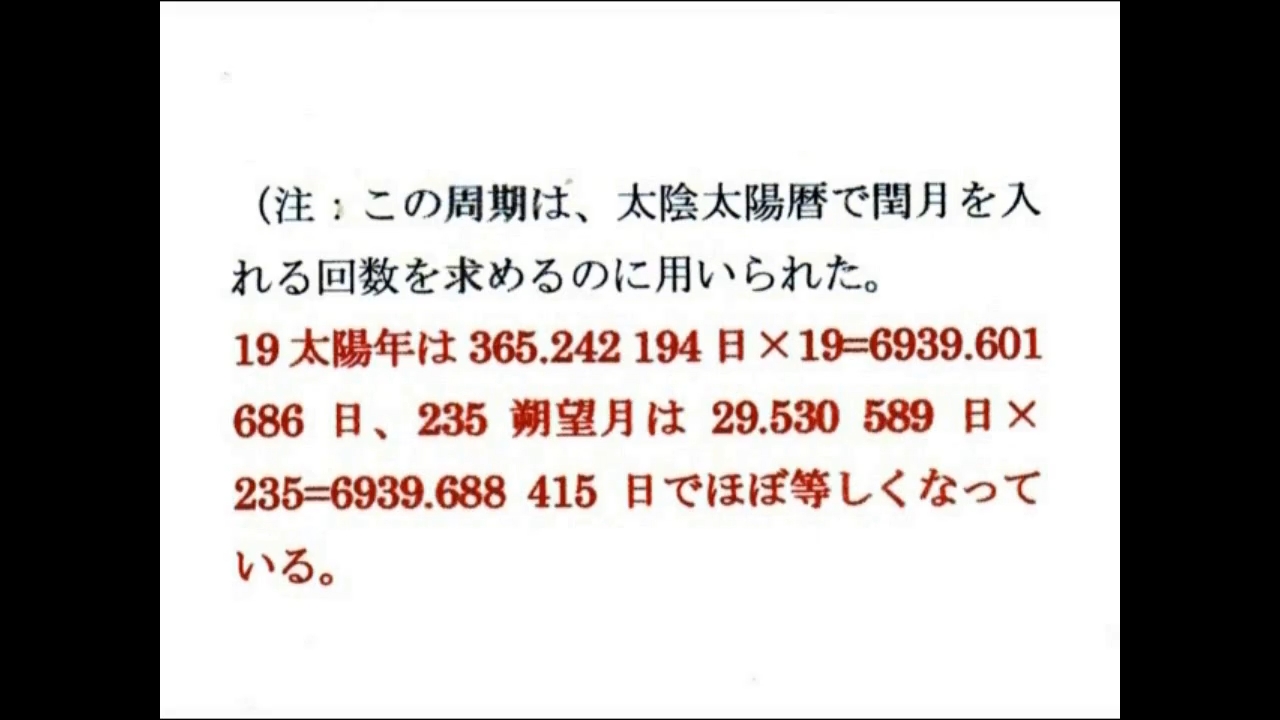 (注:この周期は、太陰太陽暦で閏月を入
れる回数を求めるのに用いられた。
19 太陽年は 365.242 194 日×19=6939.601
686 日、235 朔望月は 29.530 589 日×
235=6939.688 415 日でほぼ等しくなって
いる。